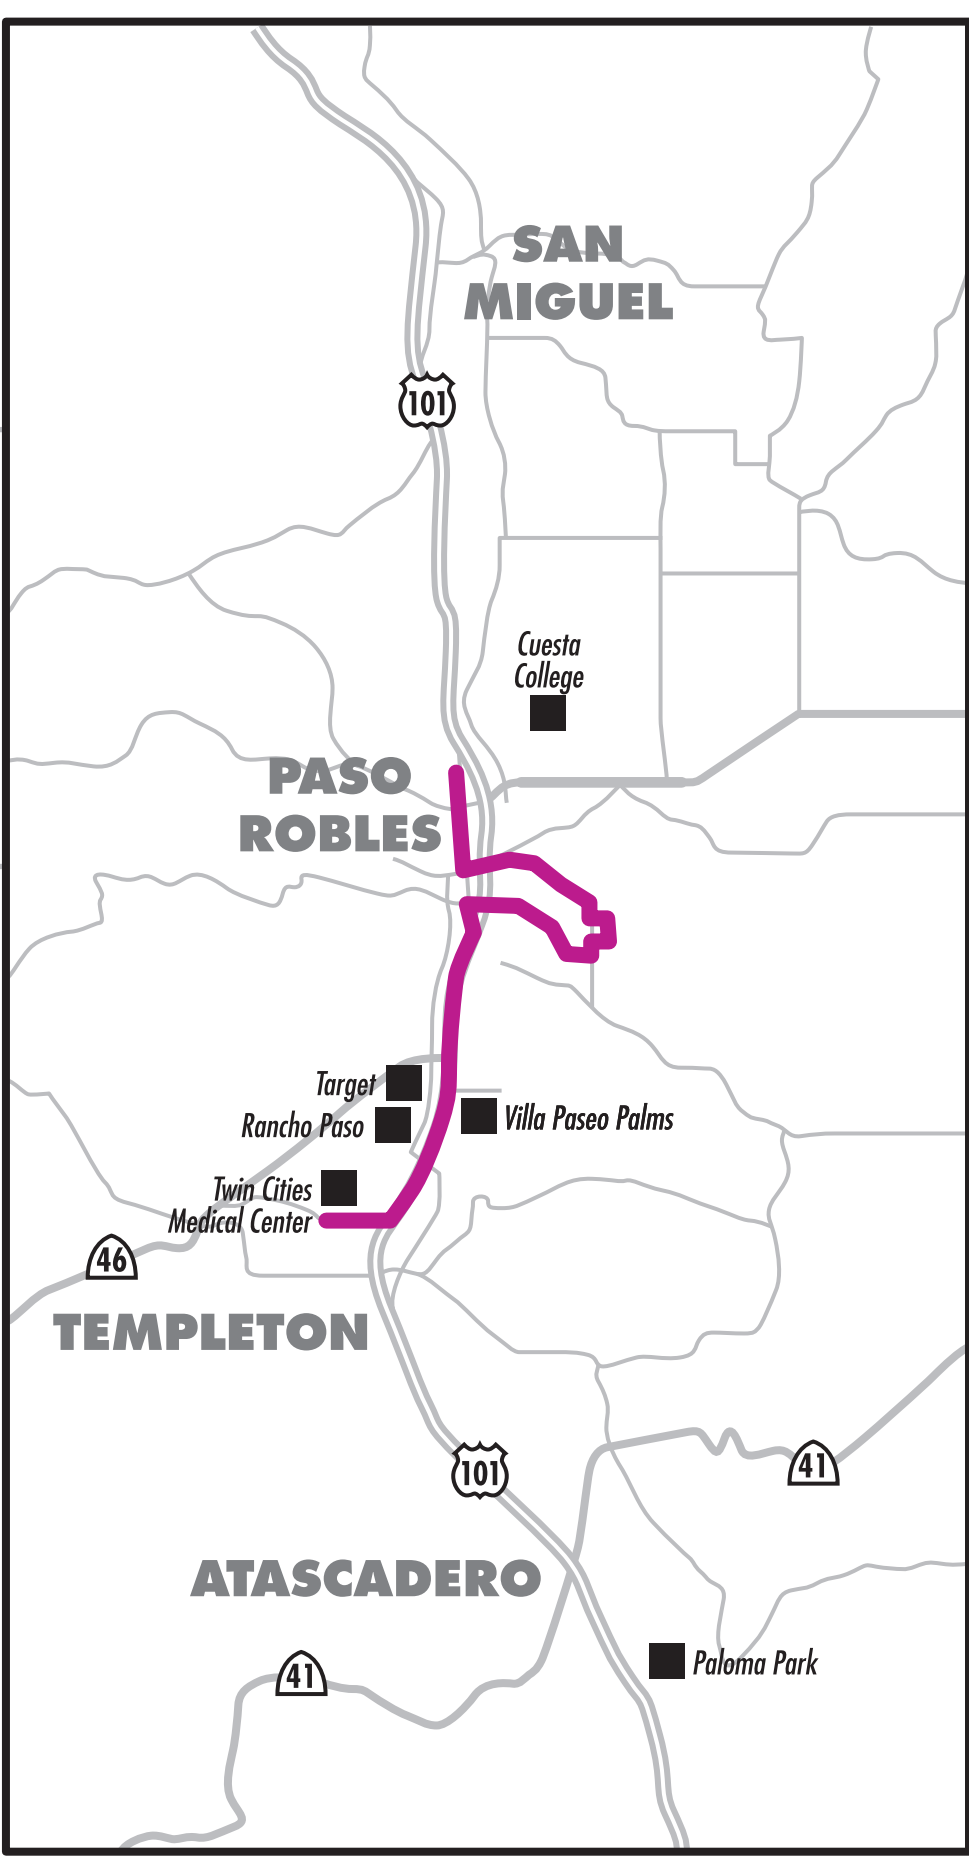 SAN
MIGUEL
101
Cuesta
College
PASO
ROBLES
Target
Rancho Paso
Villa Paseo Palms
Twin Cities
Medical Center
46
TEMPLETON
101
41
ATASCADERO
41
Paloma Park